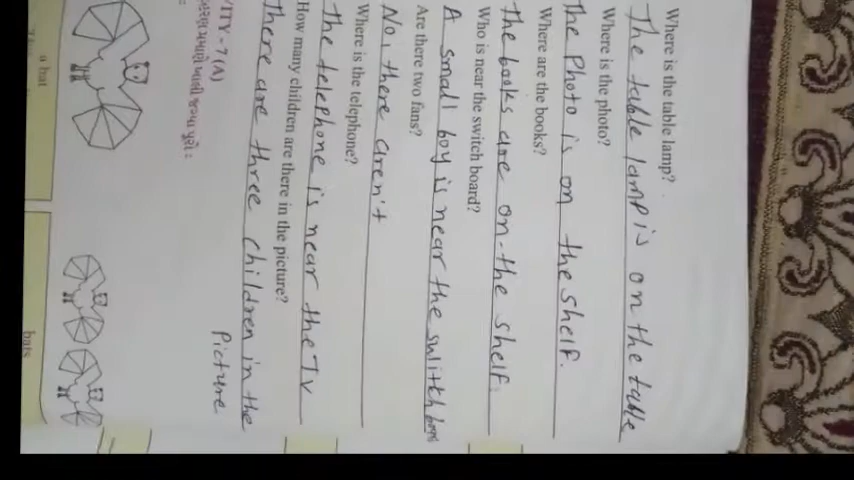 Where is the table lamp?
The table lamp is on the table
Where is the photo?
The Photo is on the shelf.
Where are the books?
The books are on the shelf.
Who is near the switch board?
A small boy is near the
Are there two fans?
No, there aren't
Where is the telephone?
The telephone is near the TV
How many children are there in the picture?
There are three children in the
Picture
VITY - 7 (A)
ખાલી જગ્યા પૂરો :
a bat
bats